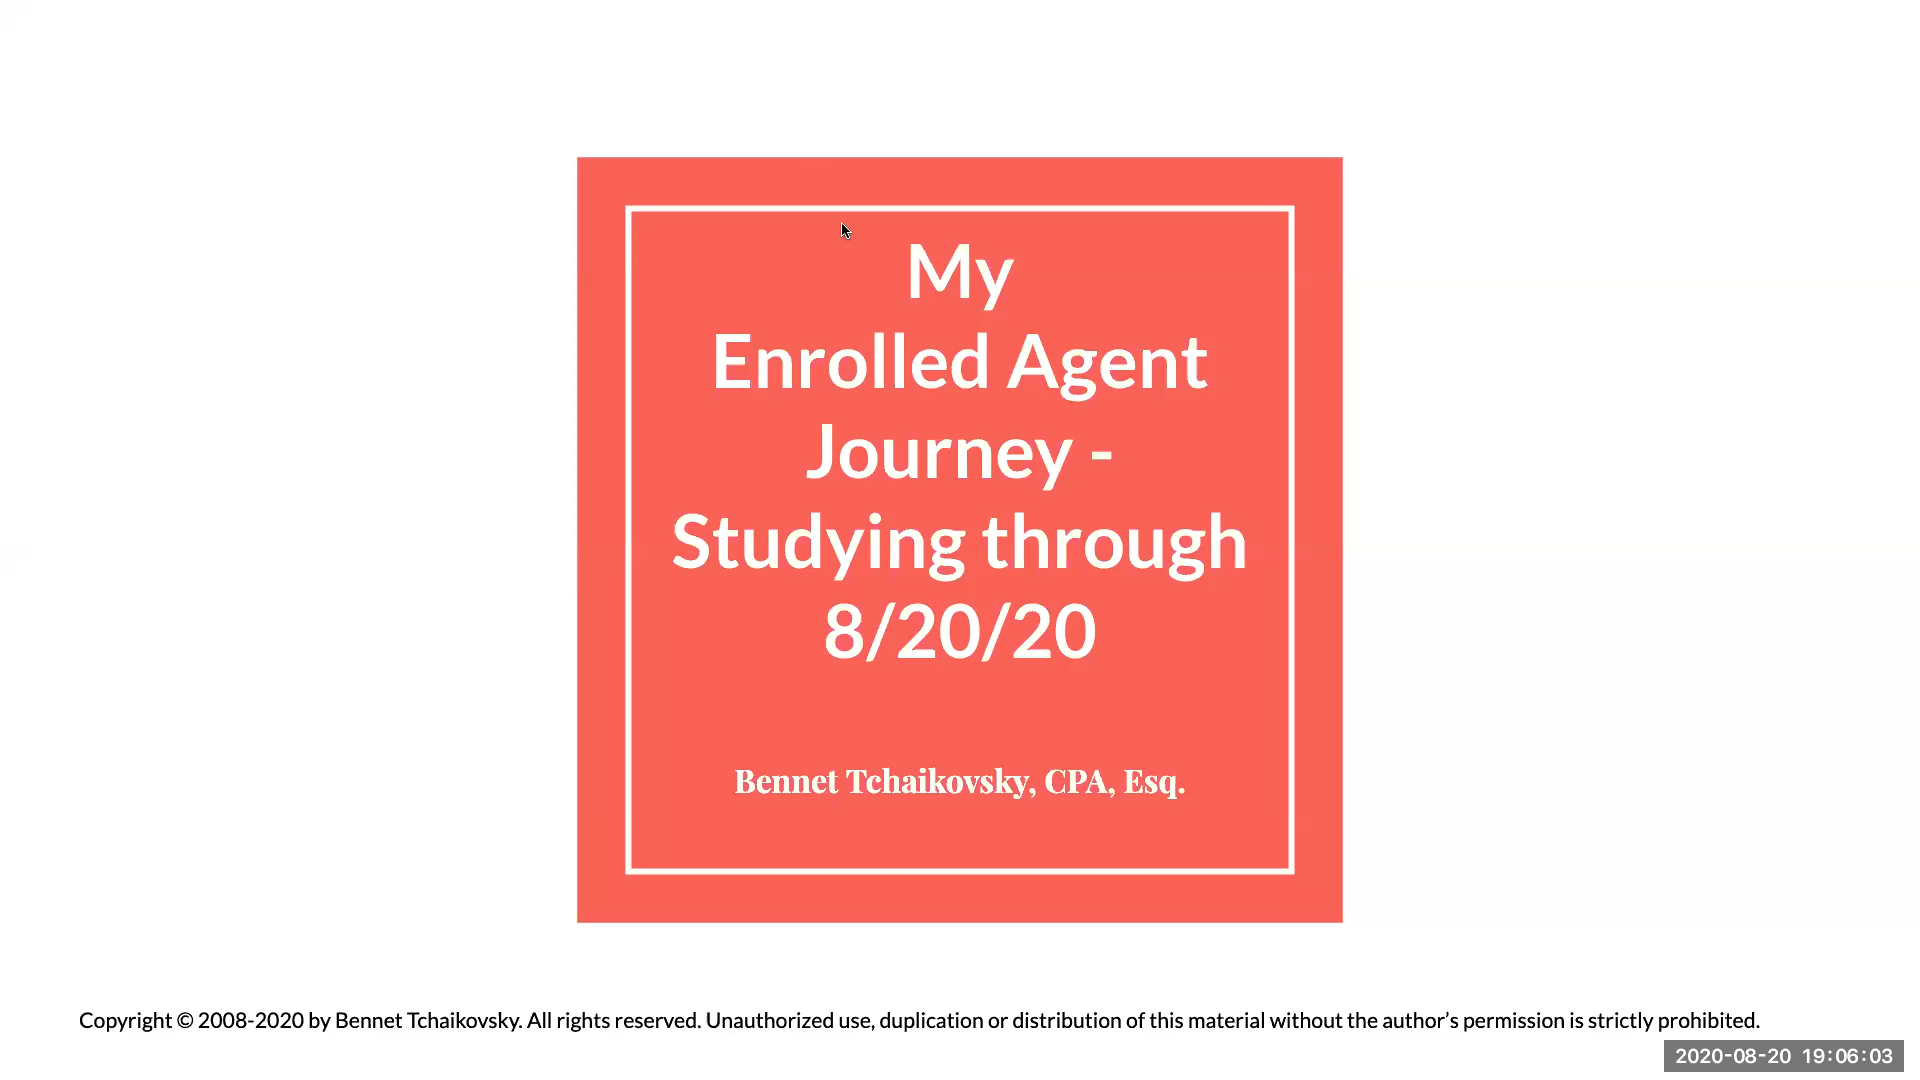 My
Enrolled Agent
Journey -
Studying through
8/20/20
Bennet Tchaikovsky, CPA, Esq.
Copyright © 2008-2020 by Bennet Tchaikovsky. All rights reserved. Unauthorized use, duplication or distribution of this material without the author’s permission is strictly prohibited.
2020-08-20 19:06:03